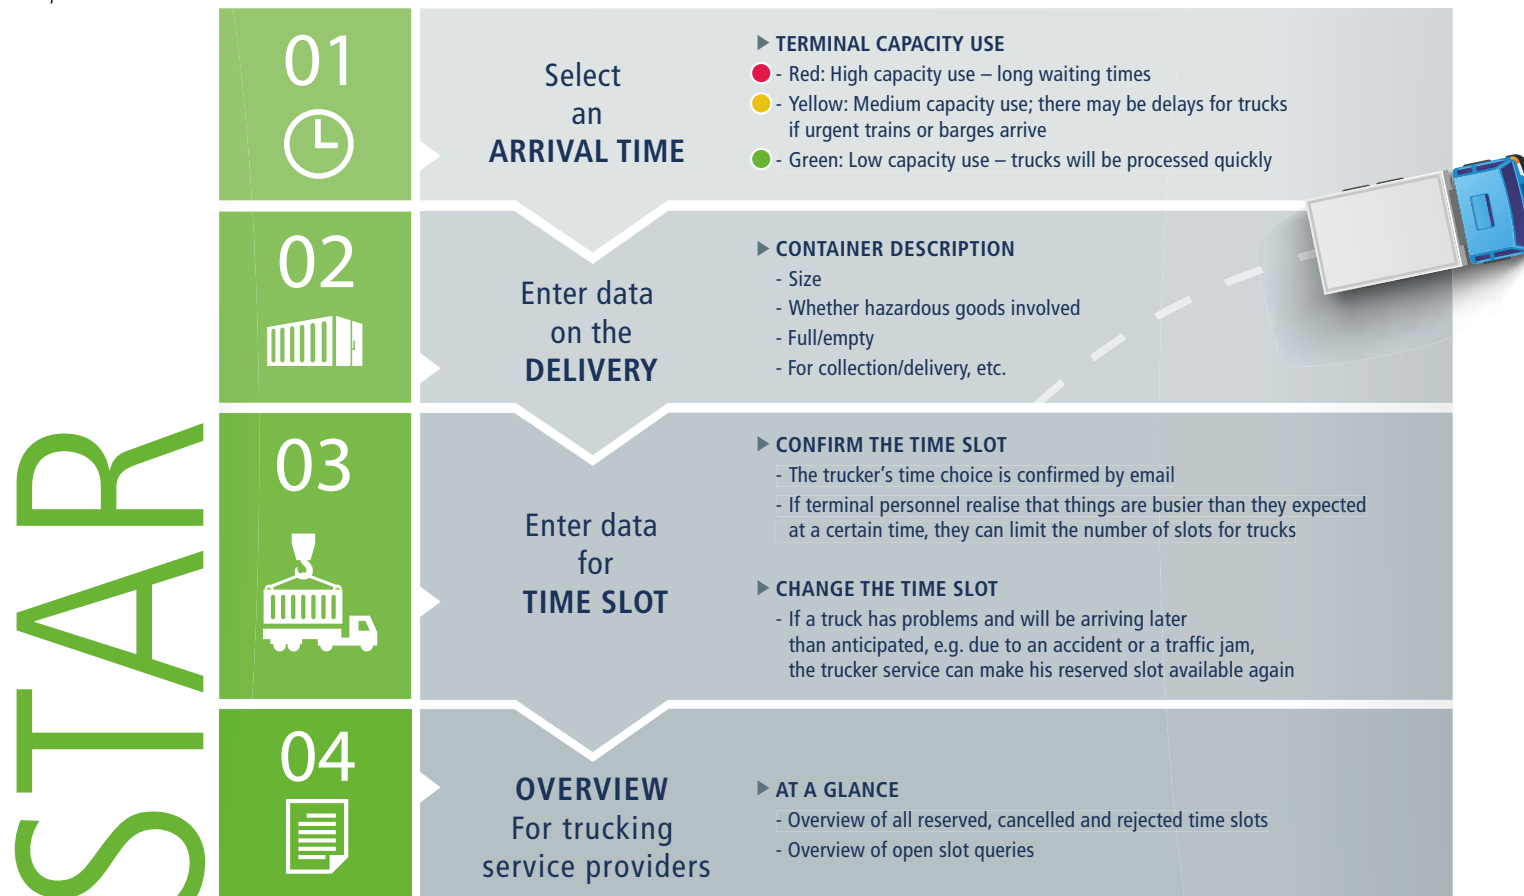 STAR
01
Select
an
ARRIVAL TIME
TERMINAL CAPACITY USE
- Red: High capacity use – long waiting times
- Yellow: Medium capacity use; there may be delays for trucks
if urgent trains or barges arrive
- Green: Low capacity use – trucks will be processed quickly
02
Enter data
on the
DELIVERY
CONTAINER DESCRIPTION
- Size
- Whether hazardous goods involved
- Full/empty
- For collection/delivery, etc.
03
Enter data
for
TIME SLOT
CONFIRM THE TIME SLOT
- The trucker's time choice is confirmed by email
- If terminal personnel realise that things are busier than they expected
at a certain time, they can limit the number of slots for trucks
CHANGE THE TIME SLOT
- If a truck has problems and will be arriving later
than anticipated, e.g. due to an accident or a traffic jam,
the trucker service can make his reserved slot available again
04
OVERVIEW
For trucking
service providers
AT A GLANCE
- Overview of all reserved, cancelled and rejected time slots
- Overview of open slot queries